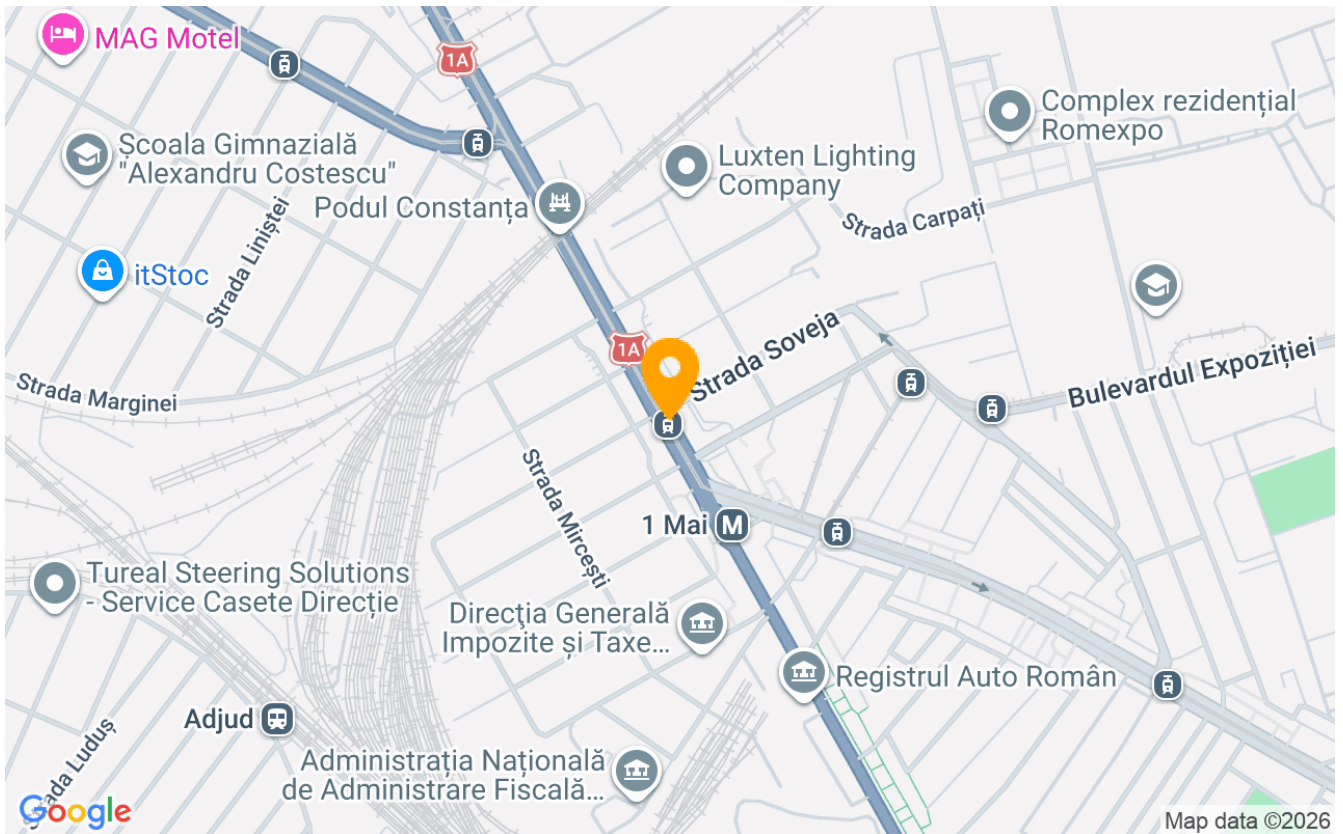 MAG Motel
1A
Școala Gimnazială
"Alexandru Costescu"
Complex rezidențial
Romexpo
Luxten Lighting
Company
Podul Constanța
Strada Carpați
Strada Liniștei
itStoc
1A
Strada Soveja
Bulevardul Expoziției
Strada Marginei
Strada Mircești
1 Mai
M
Tureal Steering Solutions
- Service Casete Direcție
Direcţia Generală
Impozite și Taxe...
Registrul Auto Român
Adjud
Strada Luduș
Administrația Națională
de Administrare Fiscală...
Google
Map data ©2026